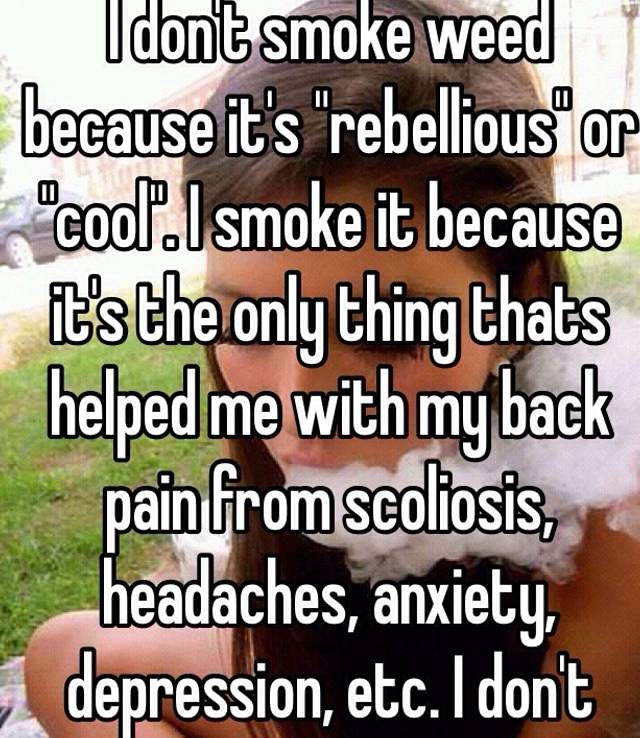 I don't smoke weed
because it's "rebellious" or
"cool". I smoke it because
it's the only thing thats
helped me with my back
pain from scoliosis,
headaches, anxiety,
depression, etc. I don't